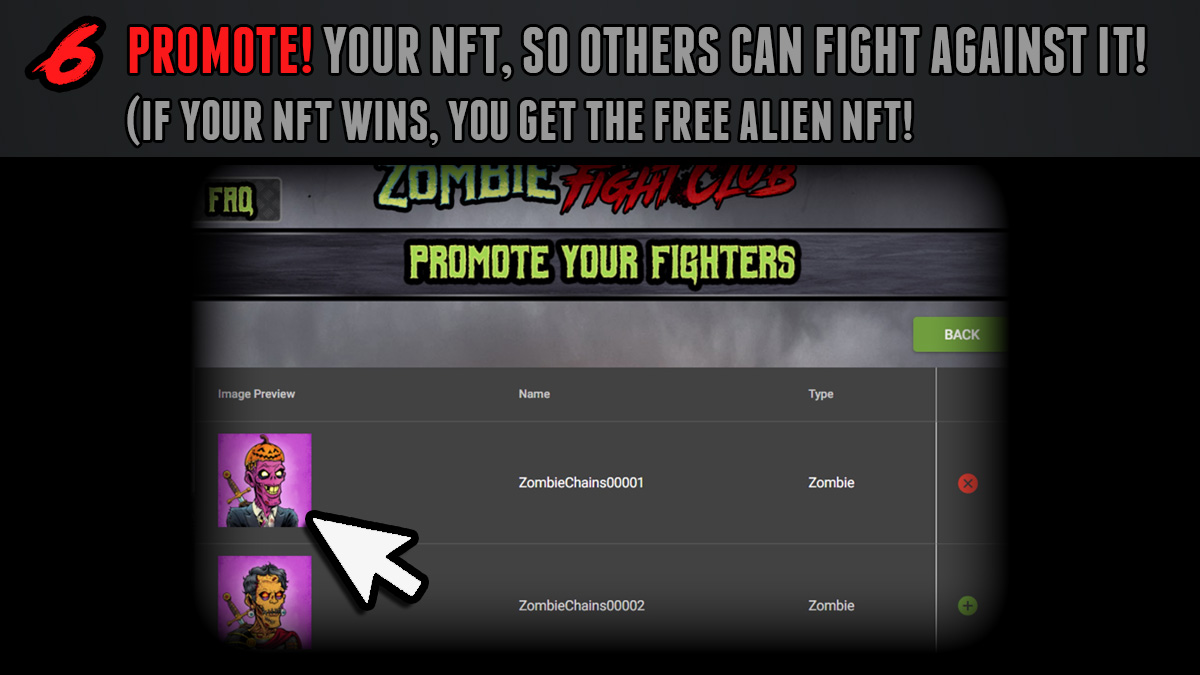 6 PROMOTE! YOUR NFT, SO OTHERS CAN FIGHT AGAINST IT!
(IF YOUR NFT WINS, YOU GET THE FREE ALIEN NFT!
FAQ
ZOMBIE FIGHT CLUB
PROMOTE YOUR FIGHTERS
BACK
Image Preview Name Type
ZombieChains00001 Zombie
ZombieChains00002 Zombie